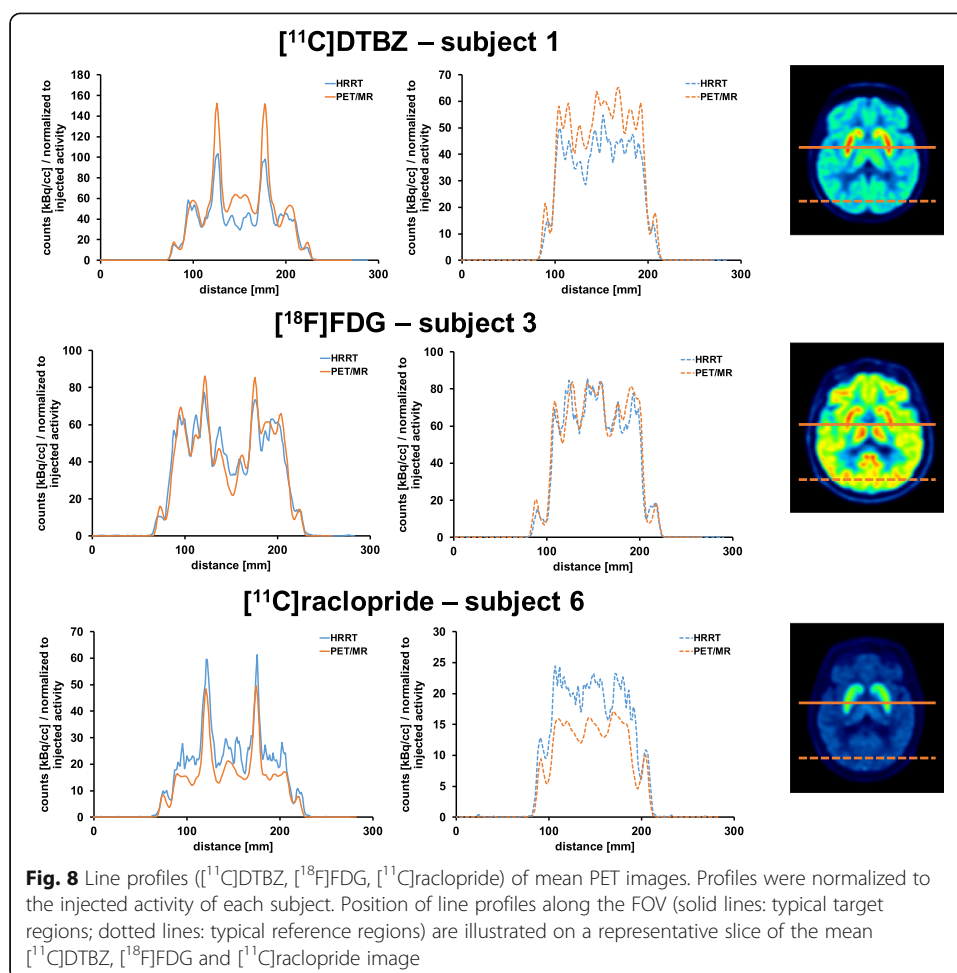 [¹¹C]DTBZ – subject 1
counts [kBq/cc] / normalized to
injected activity
180
160
140
120
100
80
60
40
20
0
0 100 200 300
distance [mm]
HRRT
PET/MR
counts [kBq/cc] / normalized to
injected activity
70
60
50
40
30
20
10
0
0 100 200 300
distance [mm]
HRRT
PET/MR
[¹⁸F]FDG – subject 3
counts [kBq/cc] / normalized to
injected activity
100
80
60
40
20
0
0 100 200 300
distance [mm]
HRRT
PET/MR
counts [kBq/cc] / normalized to
injected activity
100
80
60
40
20
0
0 100 200 300
distance [mm]
HRRT
PET/MR
[¹¹C]raclopride – subject 6
counts [kBq/cc] / normalized to
injected activity
70
60
50
40
30
20
10
0
0 100 200 300
distance [mm]
HRRT
PET/MR
counts [kBq/cc] / normalized to
injected activity
30
25
20
15
10
5
0
0 100 200 300
distance [mm]
HRRT
PET/MR
Fig. 8 Line profiles ([¹¹C]DTBZ, [¹⁸F]FDG, [¹¹C]raclopride) of mean PET images. Profiles were normalized to
the injected activity of each subject. Position of line profiles along the FOV (solid lines: typical target
regions; dotted lines: typical reference regions) are illustrated on a representative slice of the mean
[¹¹C]DTBZ, [¹⁸F]FDG and [¹¹C]raclopride image